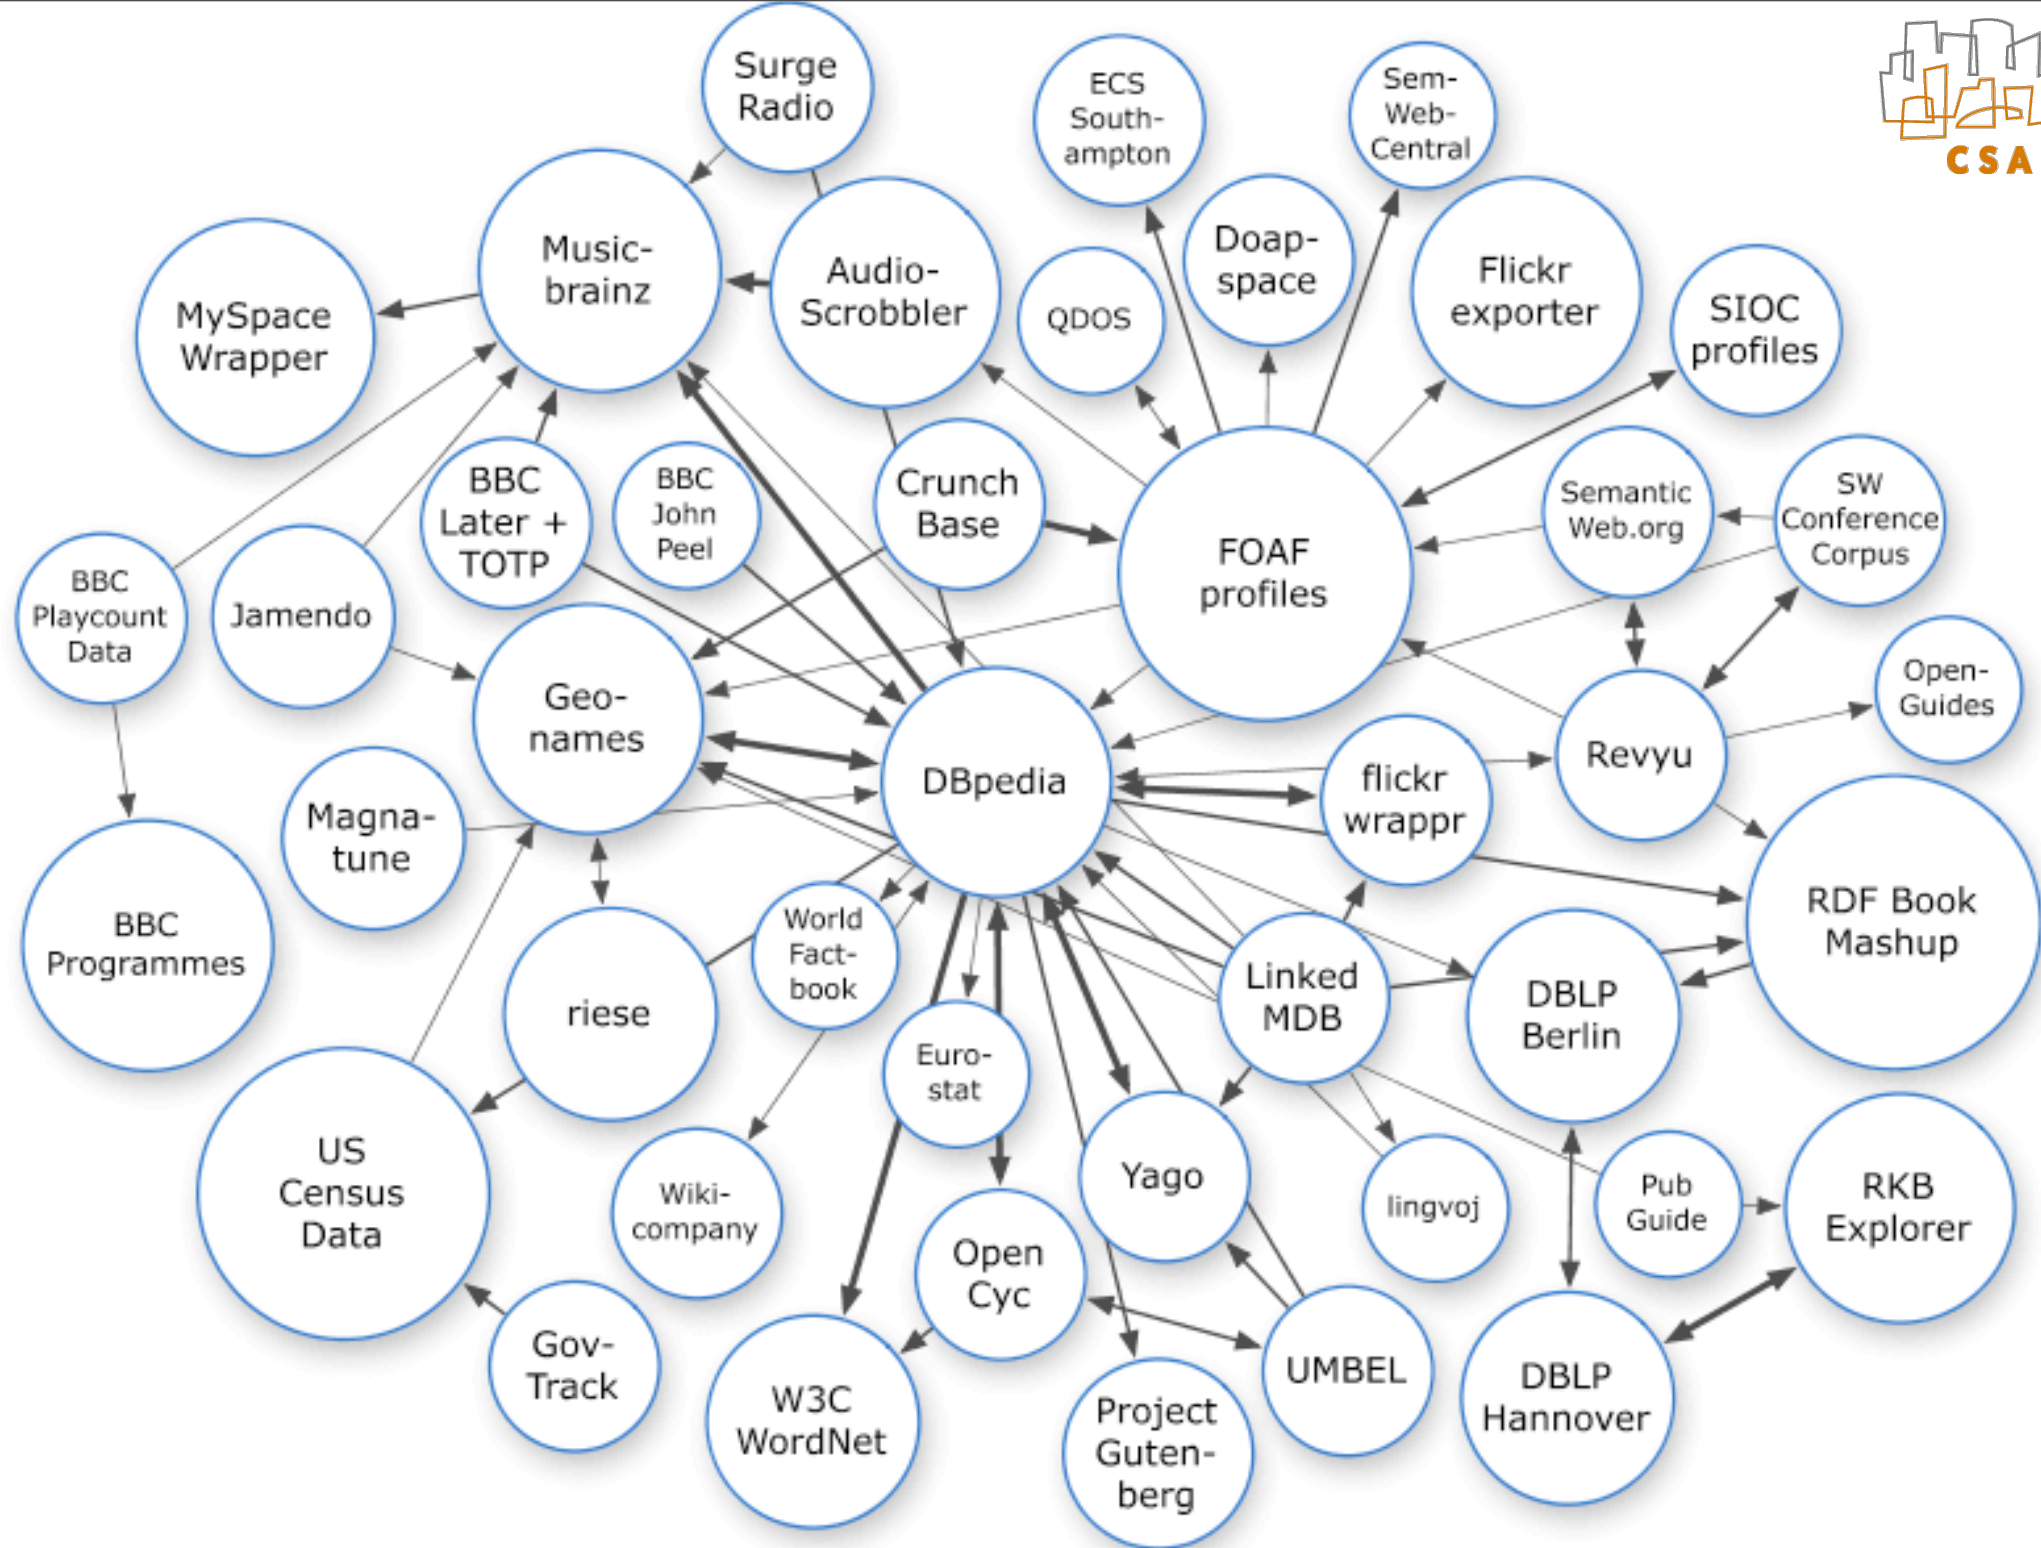 Surge
Radio
ECS
South-
ampton
Sem-
Web-
Central
CSA
Music-
brainz
Audio-
Scrobbler
Doap-
space
Flickr
exporter
MySpace
Wrapper
QDOS
SIOC
profiles
BBC
Later +
TOTP
BBC
John
Peel
Crunch
Base
Semantic
Web.org
SW
Conference
Corpus
FOAF
profiles
BBC
Playcount
Data
Jamendo
Open-
Guides
Geo-
names
DBpedia
flickr
wrappr
Revyu
Magna-
tune
RDF Book
Mashup
BBC
Programmes
World
Fact-
book
riese
Linked
MDB
DBLP
Berlin
Euro-
stat
US
Census
Data
Wiki-
company
Yago
lingvoj
Pub
Guide
RKB
Explorer
Open
Cyc
Gov-
Track
W3C
WordNet
UMBEL
DBLP
Hannover
Project
Guten-
berg